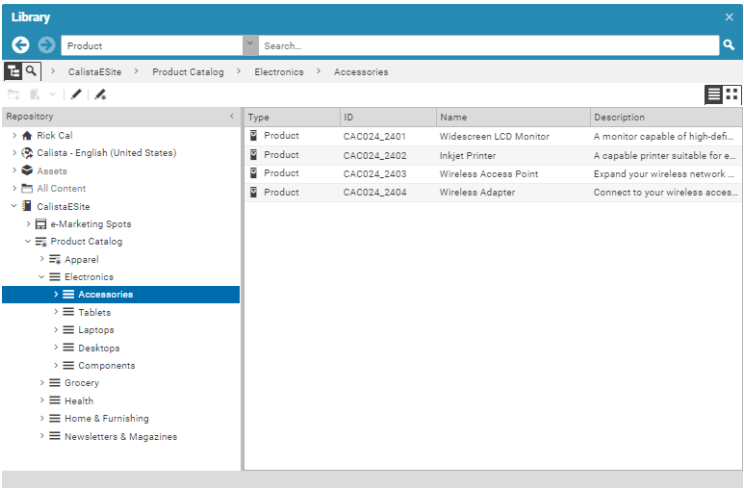 Library
Product
Search...
CalistaESite > Product Catalog > Electronics > Accessories
Repository
Type ID Name Description
Rick Cal
Calista - English (United States)
Assets
All Content
CalistaESite
e-Marketing Spots
Product Catalog
Apparel
Electronics
Accessories
Tablets
Laptops
Desktops
Components
Grocery
Health
Home & Furnishing
Newsletters & Magazines
Product CAC024_2401 Widescreen LCD Monitor A monitor capable of high-defi...
Product CAC024_2402 Inkjet Printer A capable printer suitable for e...
Product CAC024_2403 Wireless Access Point Expand your wireless network ...
Product CAC024_2404 Wireless Adapter Connect to your wireless acces...